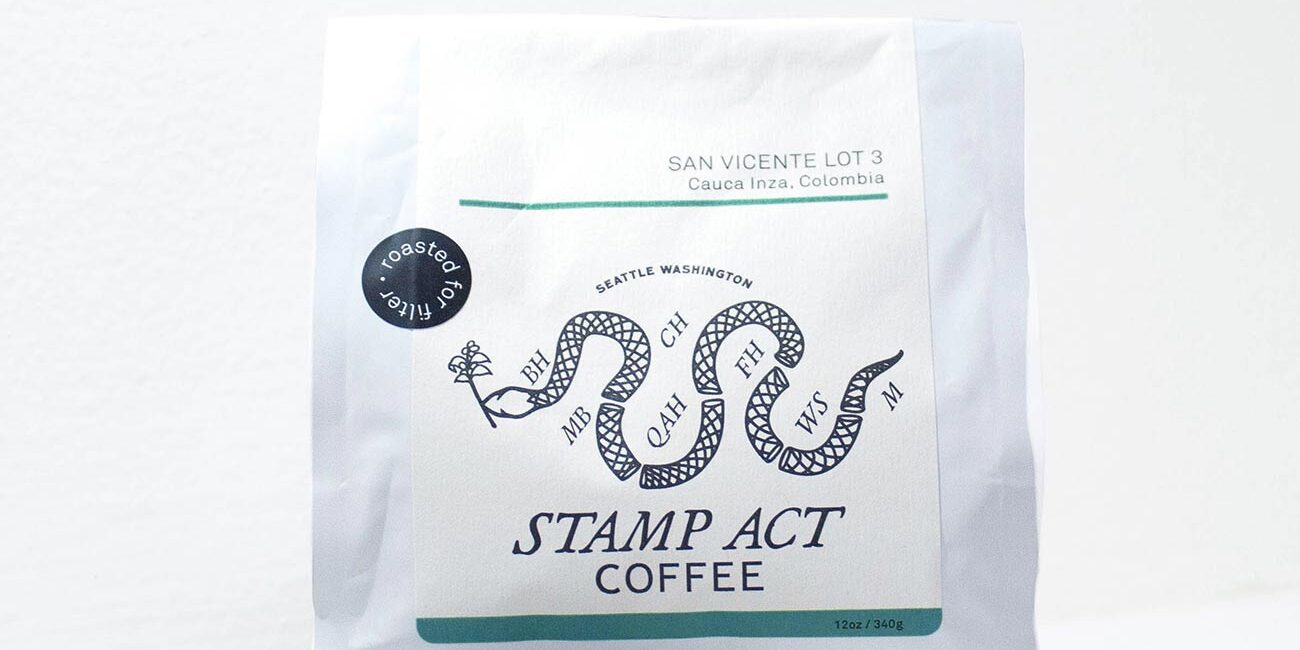 SAN VICENTE LOT 3
Cauca Inza, Colombia
roasted for filter •
SEATTLE WASHINGTON
BH
MB
CH
QAH
FH
WS
M
STAMP ACT
COFFEE
12oz / 340g